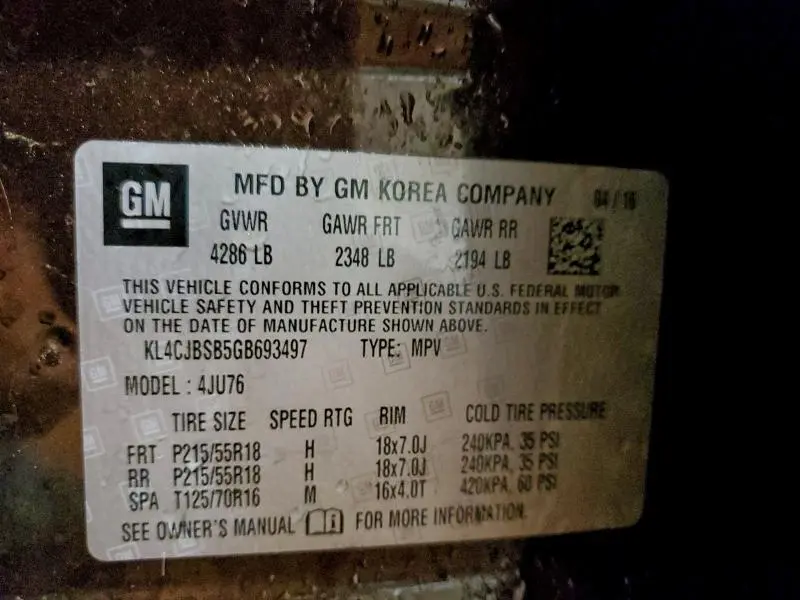 GM MFD BY GM KOREA COMPANY 04/16
GVWR GAWR FRT GAWR RR
4286 LB 2348 LB 2194 LB
THIS VEHICLE CONFORMS TO ALL APPLICABLE U.S. FEDERAL MOTOR
VEHICLE SAFETY AND THEFT PREVENTION STANDARDS IN EFFECT
ON THE DATE OF MANUFACTURE SHOWN ABOVE.
KL4CJBSB5GB693497 TYPE: MPV
MODEL : 4JU76
TIRE SIZE SPEED RTG RIM COLD TIRE PRESSURE
FRT P215/55R18 H 18x7.0J 240KPA, 35 PSI
RR P215/55R18 H 18x7.0J 240KPA, 35 PSI
SPA T125/70R16 M 16x4.0T 420KPA, 60 PSI
SEE OWNER'S MANUAL FOR MORE INFORMATION.